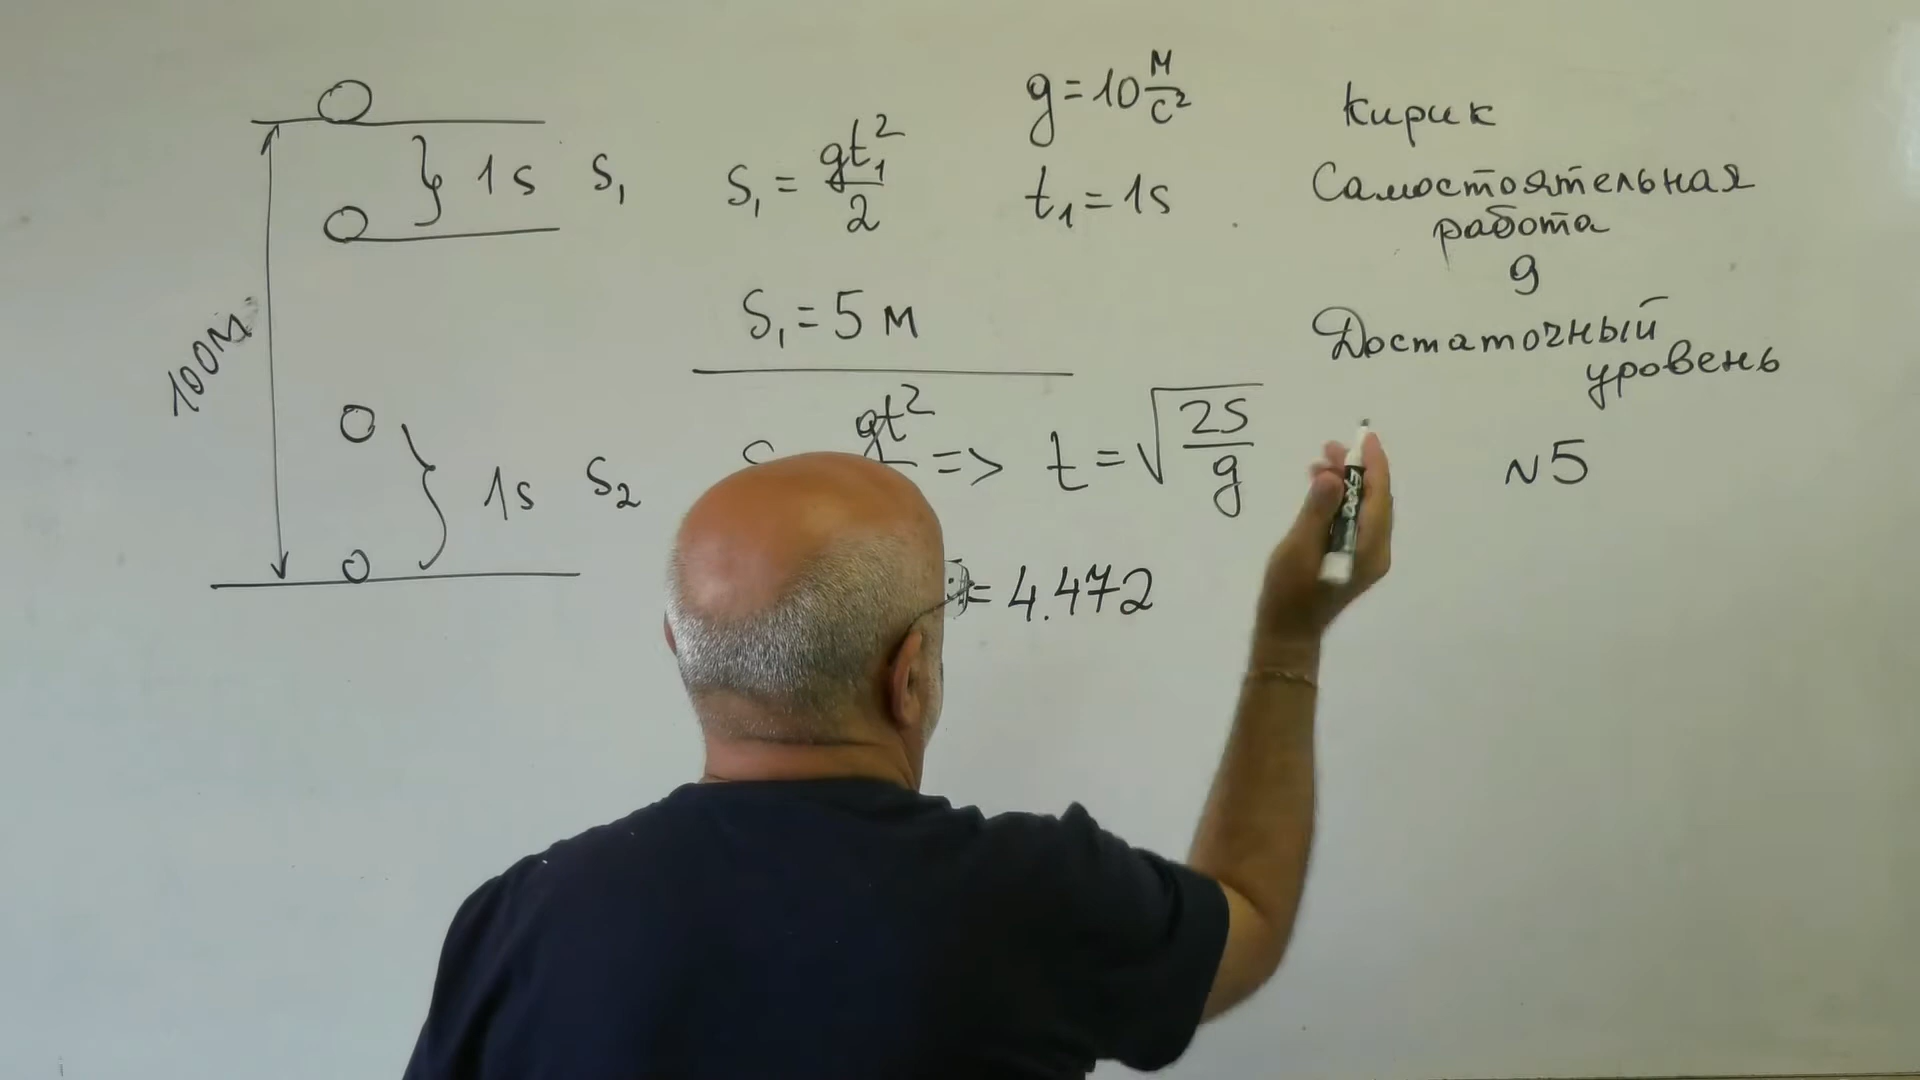 100м
1s S₁
1s S₂
S₁ = gt₁²/2
g = 10 м/с²
t₁ = 1s
S₁ = 5 м
gt² => t = √(2S/g)
= 4.472
Кирик
Самостоятельная
работа
9
Достаточный
уровень
№5
EXPO